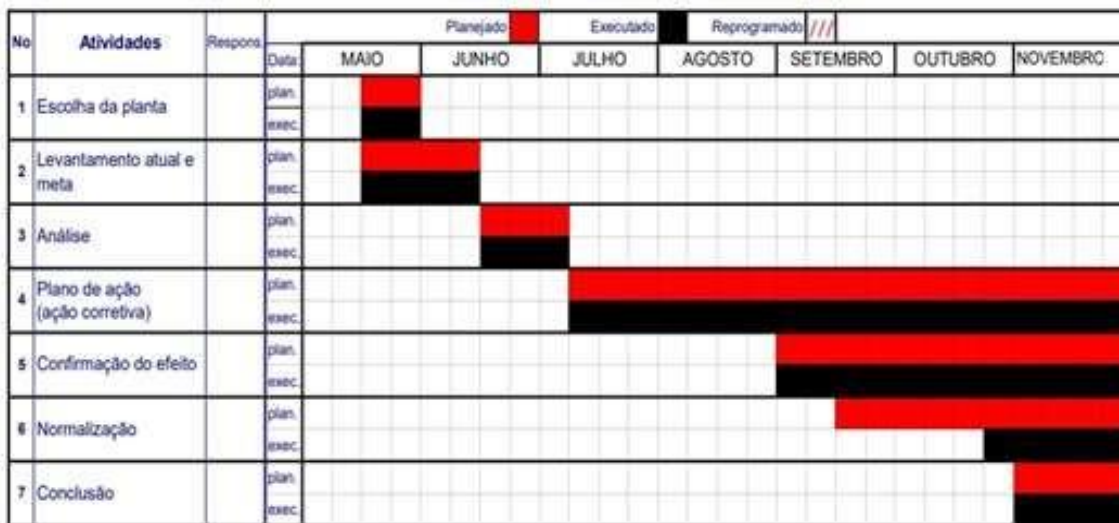 Planejado Executado Reprogramado ///
No Atividades Respons. Data: MAIO JUNHO JULHO AGOSTO SETEMBRO OUTUBRO NOVEMBRO
1 Escolha da planta plan.
exec.
2 Levantamento atual e meta plan.
exec.
3 Análise plan.
exec.
4 Plano de ação (ação corretiva) plan.
exec.
5 Confirmação do efeito plan.
exec.
6 Normalização plan.
exec.
7 Conclusão plan.
exec.